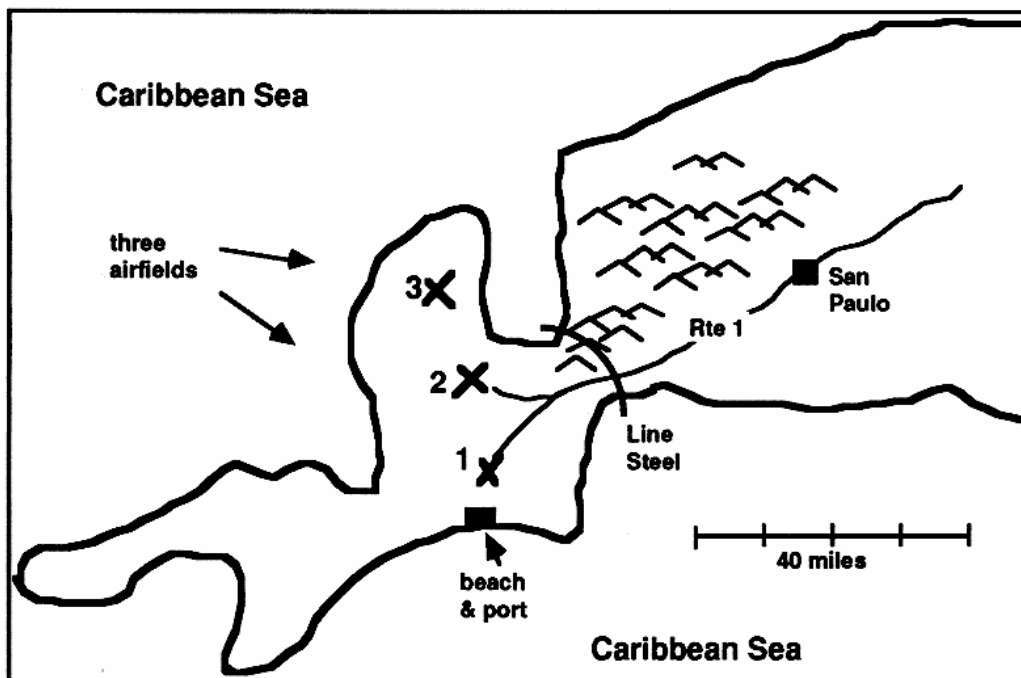 Caribbean Sea
three
airfields
3
San
Paulo
Rte 1
2
Line
Steel
1
40 miles
beach
& port
Caribbean Sea